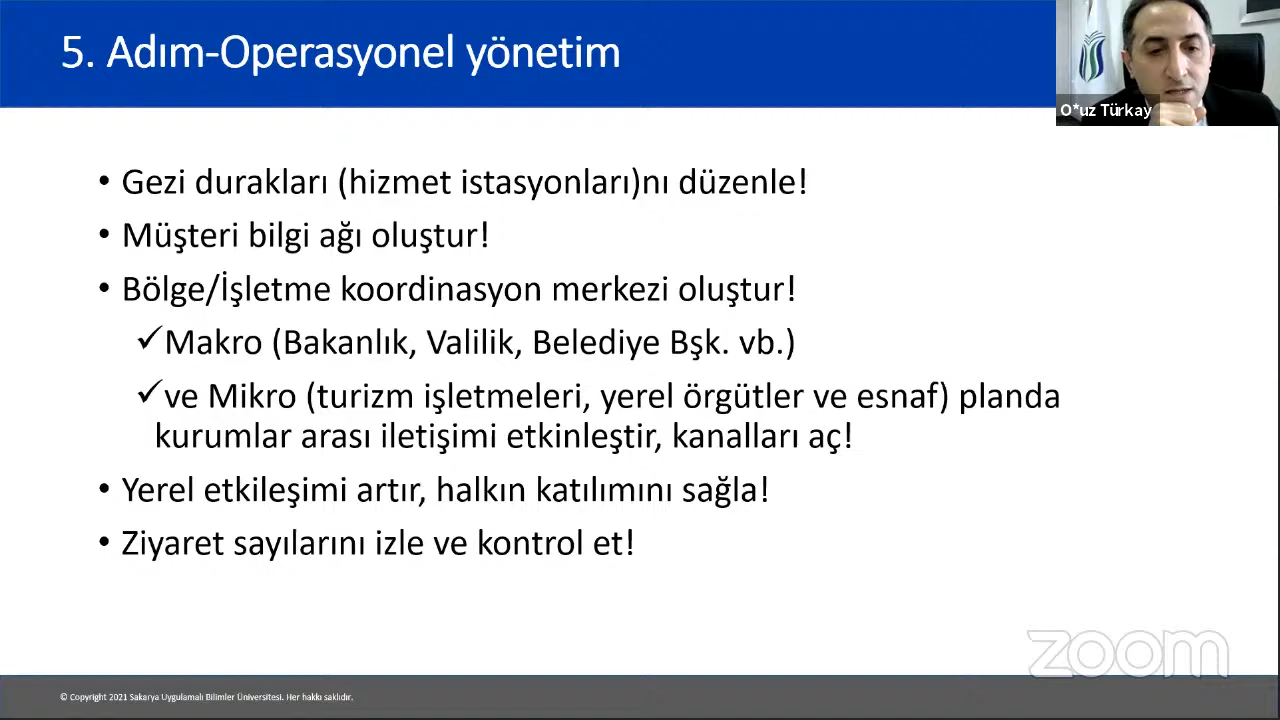 5. Adım-Operasyonel yönetim
O*uz Türkay
• Gezi durakları (hizmet istasyonları)nı düzenle!
• Müşteri bilgi ağı oluştur!
• Bölge/İşletme koordinasyon merkezi oluştur!
✓Makro (Bakanlık, Valilik, Belediye Bşk. vb.)
✓ve Mikro (turizm işletmeleri, yerel örgütler ve esnaf) planda
kurumlar arası iletişimi etkinleştir, kanalları aç!
• Yerel etkileşimi artır, halkın katılımını sağla!
• Ziyaret sayılarını izle ve kontrol et!
zoom
© Copyright 2021 Sakarya Uygulamalı Bilimler Üniversitesi. Her hakkı saklıdır.